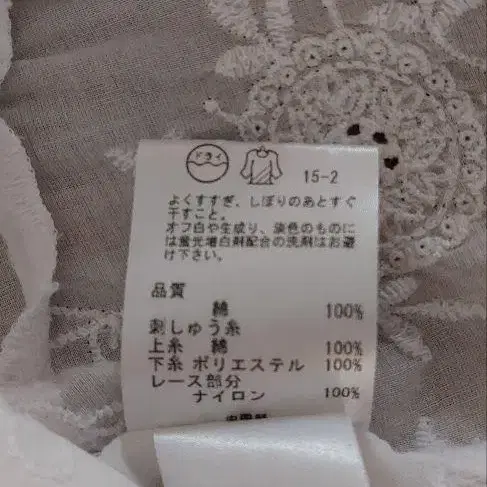 ドライ
15-2
よくすすぎ、しぼりのあとすぐ
干すこと。
オフ白や生成り、淡色のものに
は蛍光増白剤配合の洗剤はお避
け下さい。
品質
綿 100%
刺しゅう糸
上糸 綿 100%
下糸 ポリエステル 100%
レース部分
ナイロン 100%